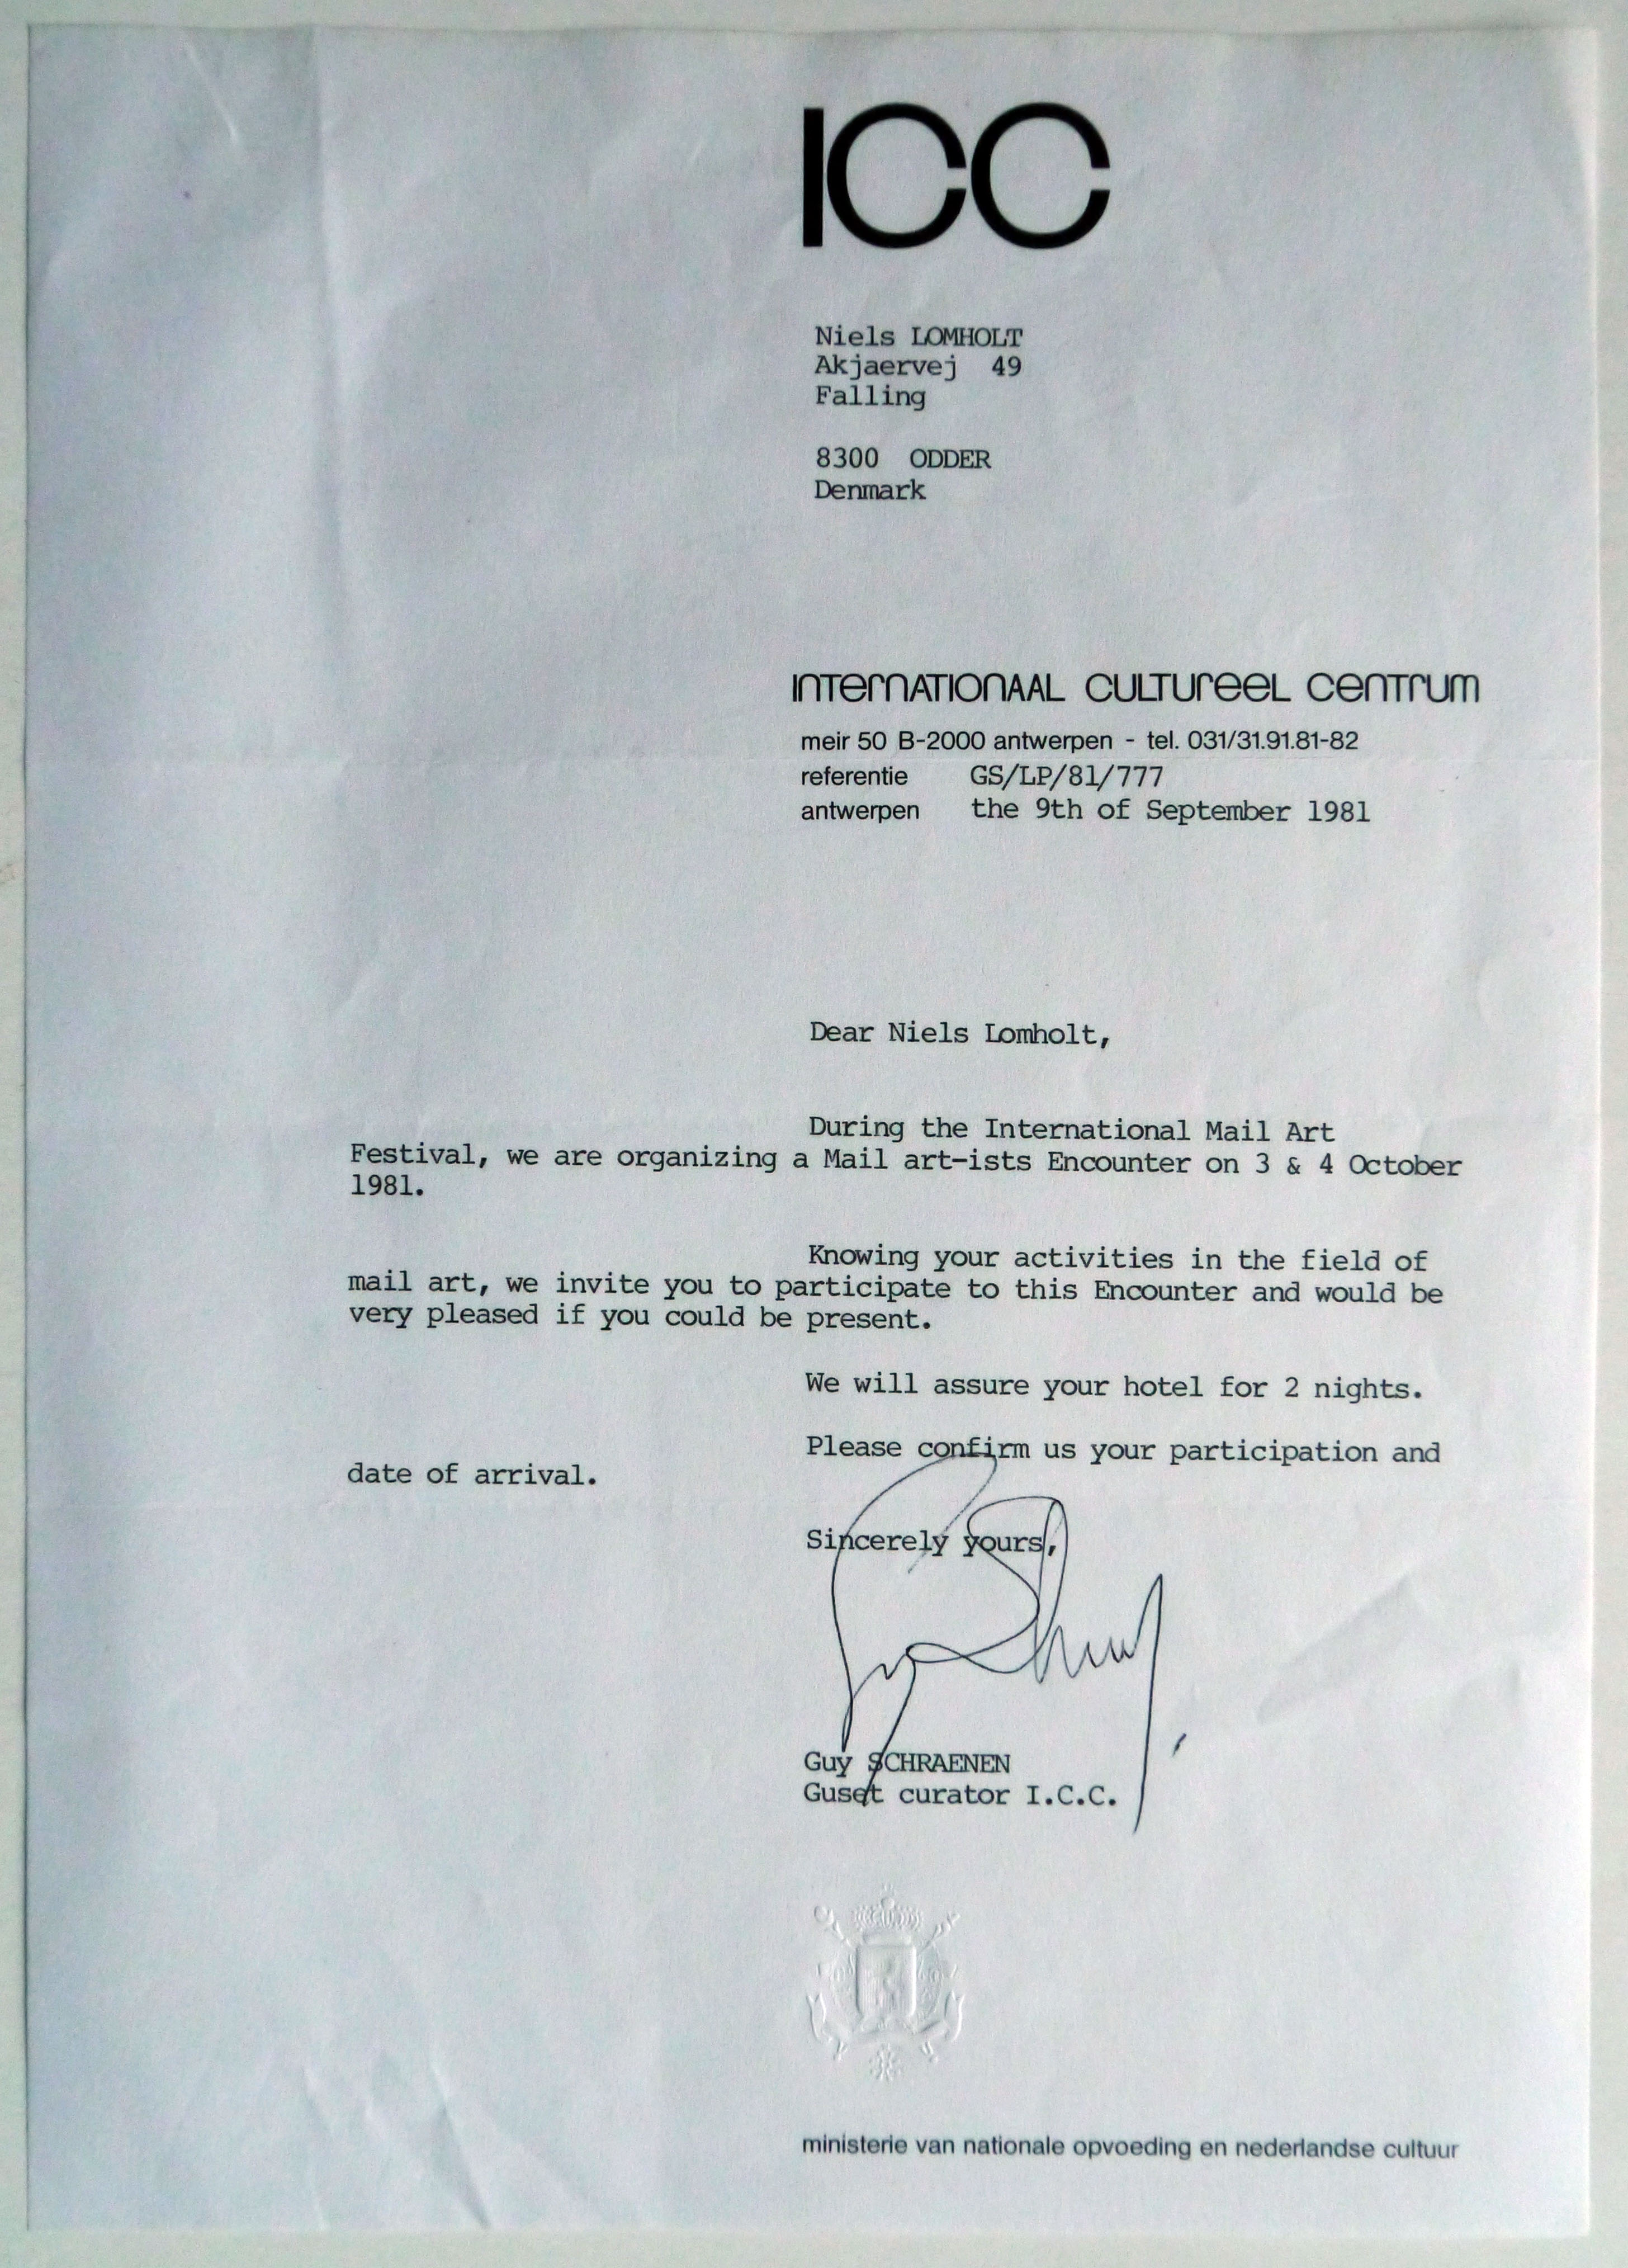 ICC
Niels LOMHOLT
Akjaervej 49
Falling
8300 ODDER
Denmark
INTERNATIONAAL CULTUREEL CENTRUM
meir 50 B-2000 antwerpen - tel. 031/31.91.81-82
referentie GS/LP/81/777
antwerpen the 9th of September 1981
Dear Niels Lomholt,
During the International Mail Art
Festival, we are organizing a Mail art-ists Encounter on 3 & 4 October
1981.
Knowing your activities in the field of
mail art, we invite you to participate to this Encounter and would be
very pleased if you could be present.
We will assure your hotel for 2 nights.
Please confirm us your participation and
date of arrival.
Sincerely yours,
Guy SCHRAENEN
Guset curator I.C.C.
ministerie van nationale opvoeding en nederlandse cultuur